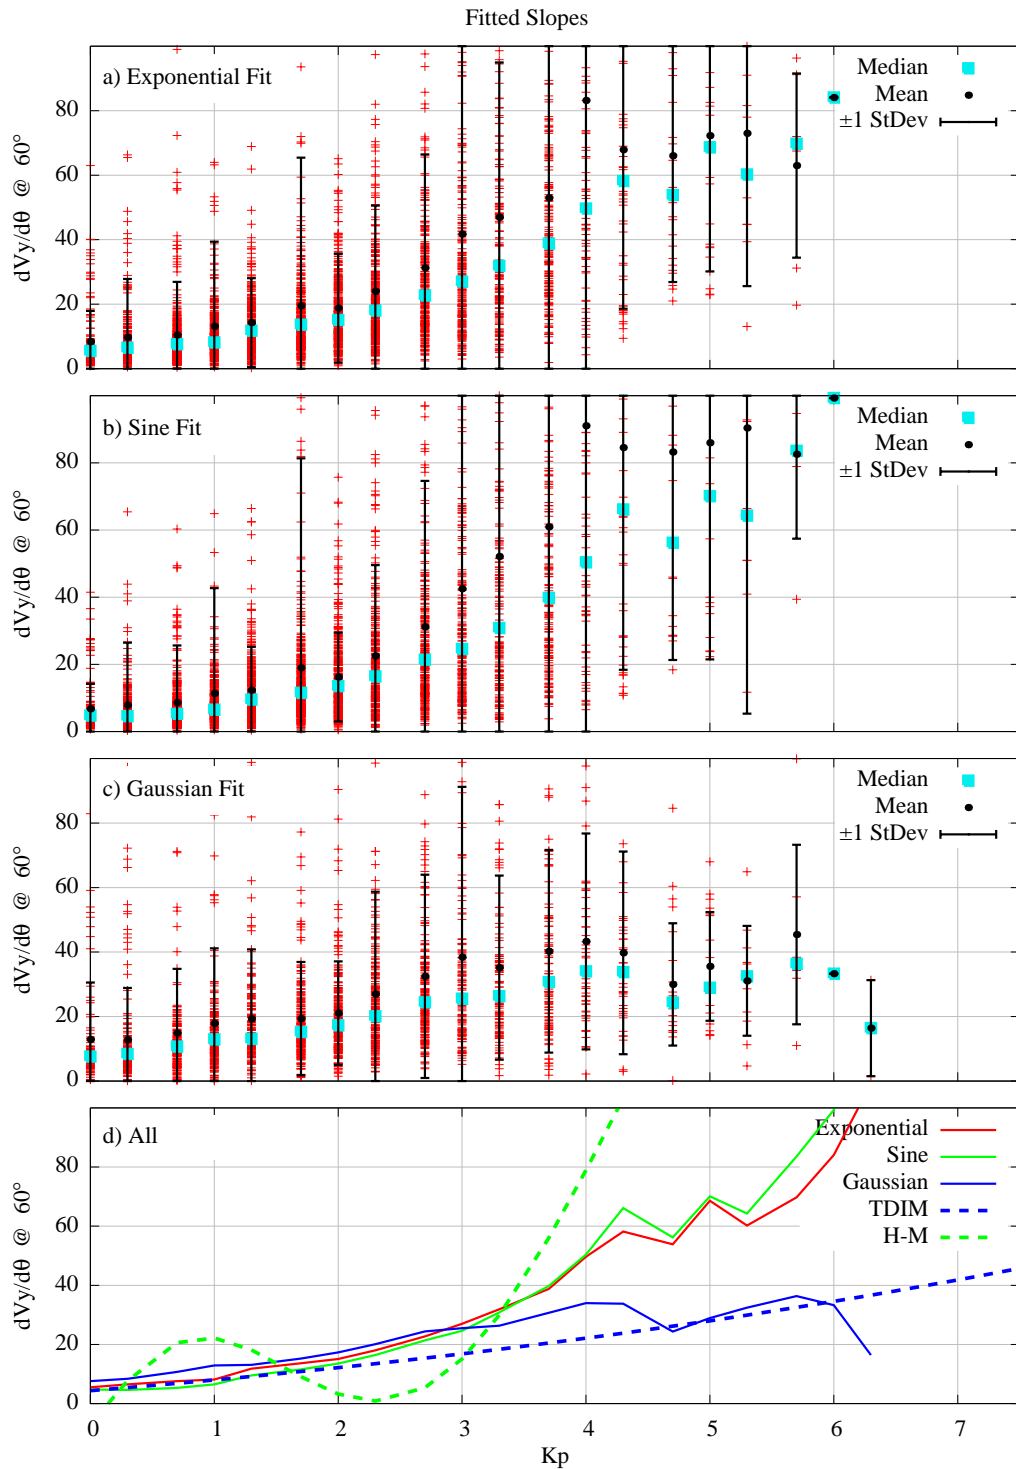 Fitted Slopes
a) Exponential Fit
Median
Mean
±1 StDev
dVy/dθ @ 60°
80
60
40
20
0
b) Sine Fit
Median
Mean
±1 StDev
dVy/dθ @ 60°
80
60
40
20
0
c) Gaussian Fit
Median
Mean
±1 StDev
dVy/dθ @ 60°
80
60
40
20
0
d) All
Exponential
Sine
Gaussian
TDIM
H-M
dVy/dθ @ 60°
80
60
40
20
0
0 1 2 3 4 5 6 7
Kp